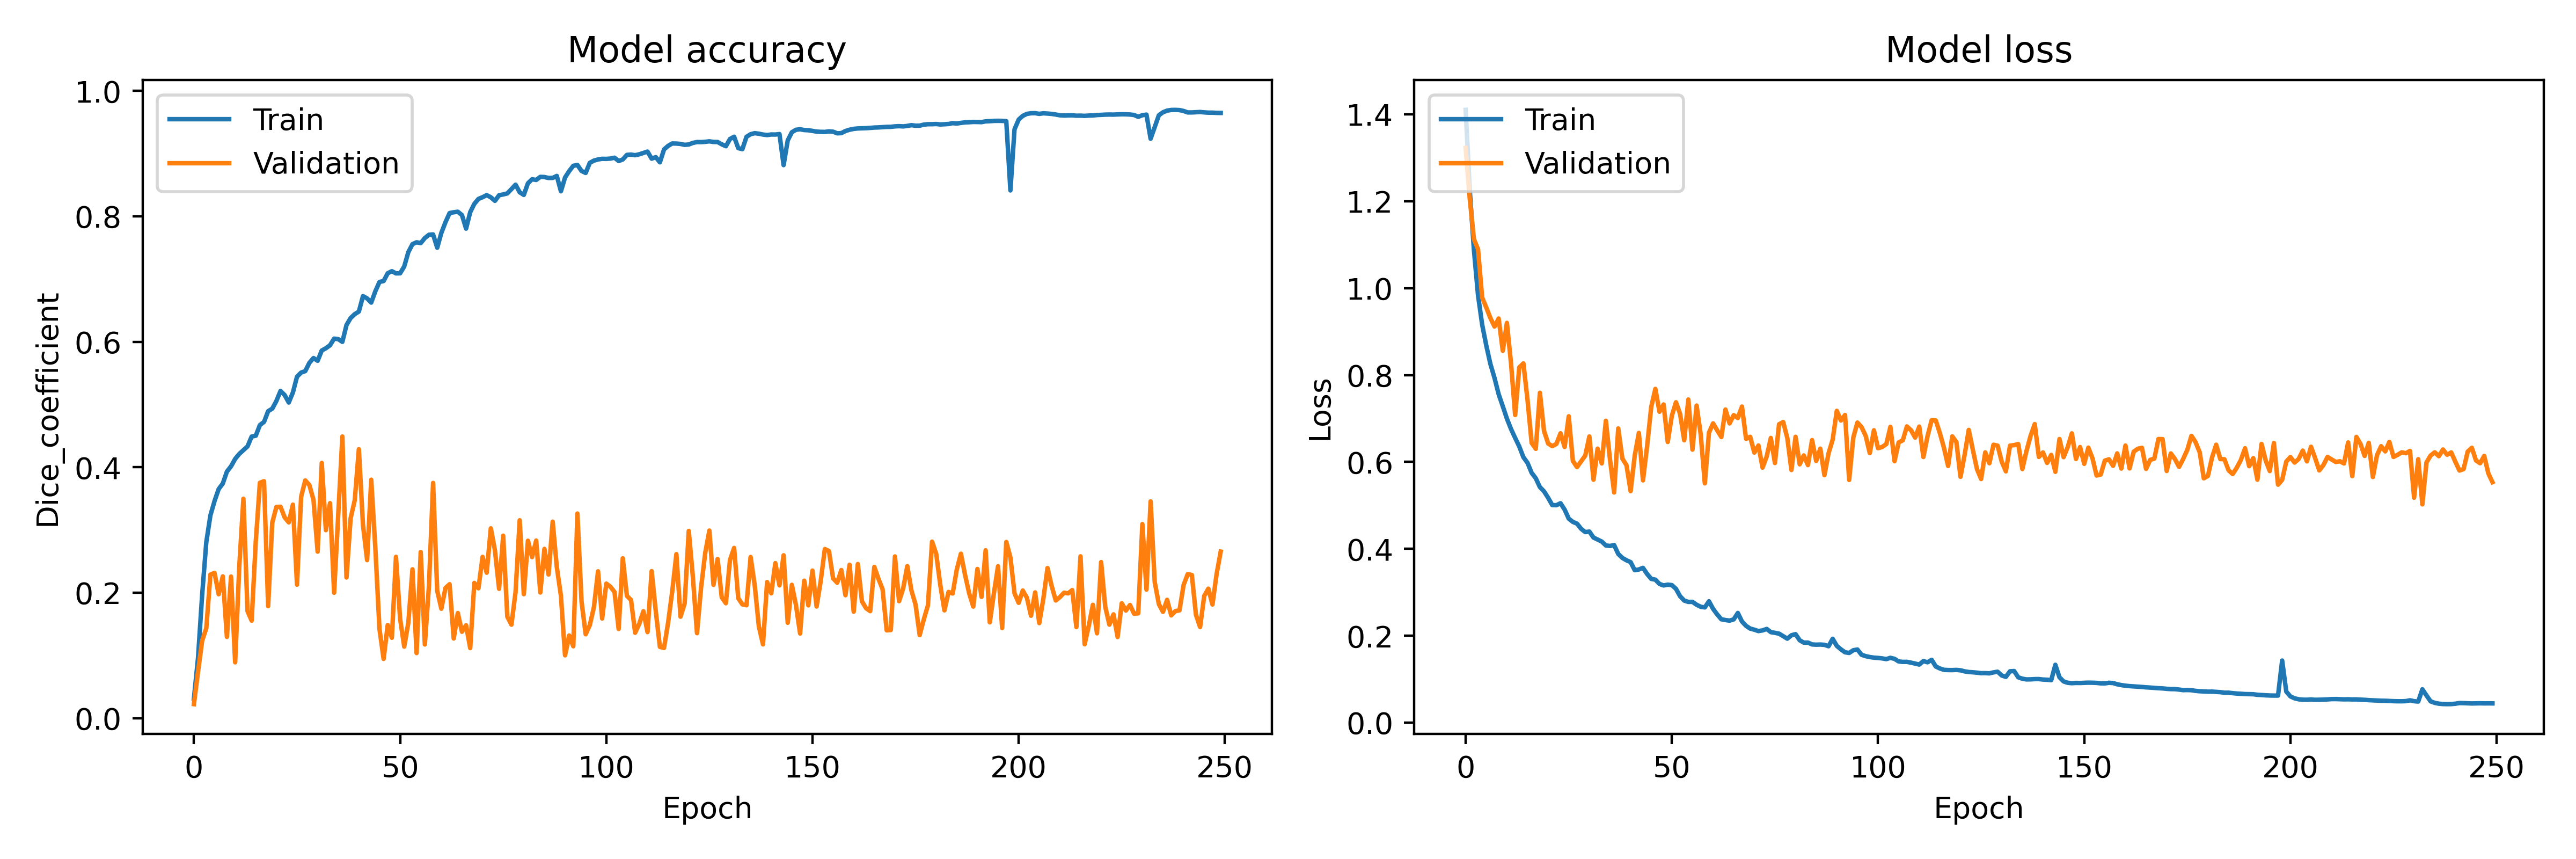 Model accuracy
1.0
0.8
0.6
0.4
0.2
0.0
Dice_coefficient
Train
Validation
0 50 100 150 200 250
Epoch
Model loss
1.4
1.2
1.0
0.8
0.6
0.4
0.2
0.0
Loss
Train
Validation
0 50 100 150 200 250
Epoch